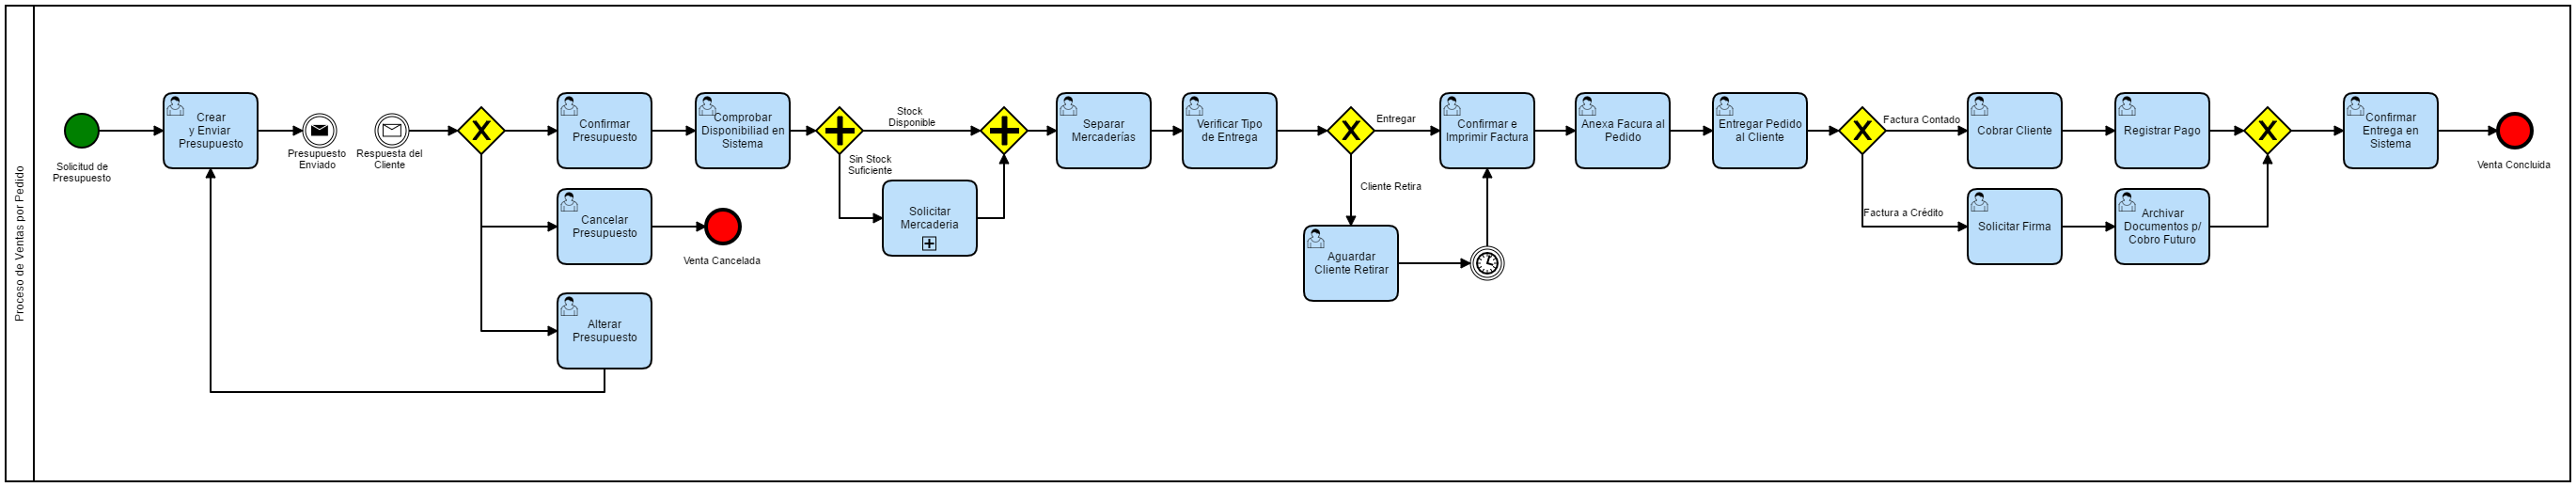 Proceso de Ventas por Pedido
Solicitud de
Presupuesto
Crear
y Enviar
Presupuesto
Presupuesto
Enviado
Respuesta del
Cliente
X
Confirmar
Presupuesto
Cancelar
Presupuesto
Venta Cancelada
Alterar
Presupuesto
Comprobar
Disponibiliad en
Sistema
Stock
Disponible
Sin Stock
Suficiente
Solicitar
Mercaderia
Separar
Mercaderías
Verificar Tipo
de Entrega
X
Entregar
Cliente Retira
Aguardar
Cliente Retirar
Confirmar e
Imprimir Factura
Anexa Facura al
Pedido
Entregar Pedido
al Cliente
X
Factura Contado
Factura a Crédito
Cobrar Cliente
Registrar Pago
Solicitar Firma
Archivar
Documentos p/
Cobro Futuro
X
Confirmar
Entrega en
Sistema
Venta Concluida